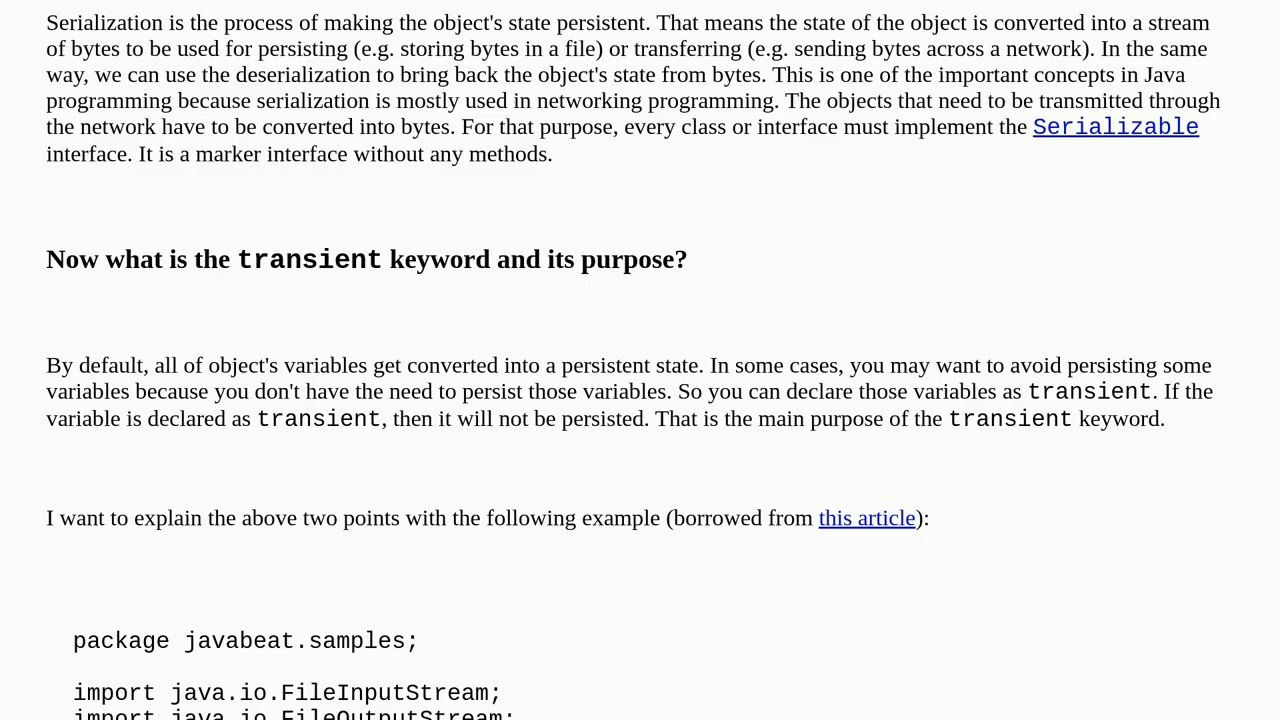 Serialization is the process of making the object's state persistent. That means the state of the object is converted into a stream
of bytes to be used for persisting (e.g. storing bytes in a file) or transferring (e.g. sending bytes across a network). In the same
way, we can use the deserialization to bring back the object's state from bytes. This is one of the important concepts in Java
programming because serialization is mostly used in networking programming. The objects that need to be transmitted through
the network have to be converted into bytes. For that purpose, every class or interface must implement the Serializable
interface. It is a marker interface without any methods.
Now what is the transient keyword and its purpose?
By default, all of object's variables get converted into a persistent state. In some cases, you may want to avoid persisting some
variables because you don't have the need to persist those variables. So you can declare those variables as transient. If the
variable is declared as transient, then it will not be persisted. That is the main purpose of the transient keyword.
I want to explain the above two points with the following example (borrowed from this article):
package javabeat.samples;
import java.io.FileInputStream;
import java.io.FileOutputStream;